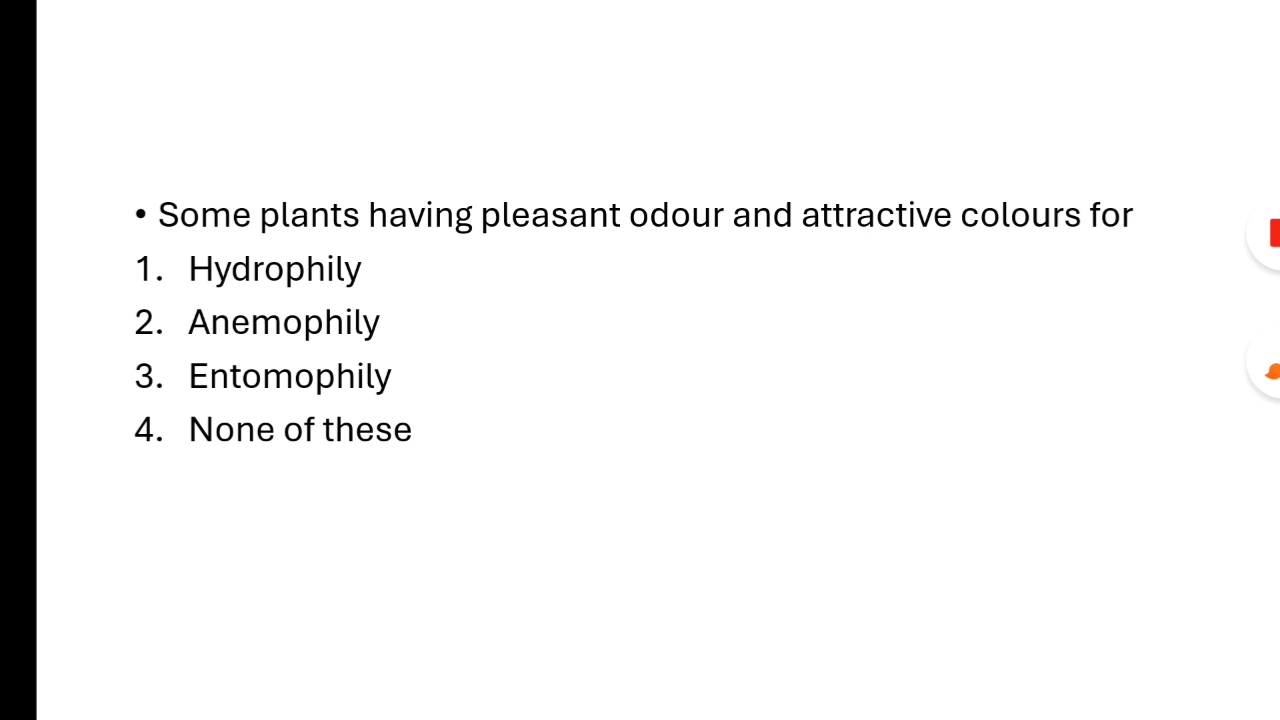 • Some plants having pleasant odour and attractive colours for
1. Hydrophily
2. Anemophily
3. Entomophily
4. None of these